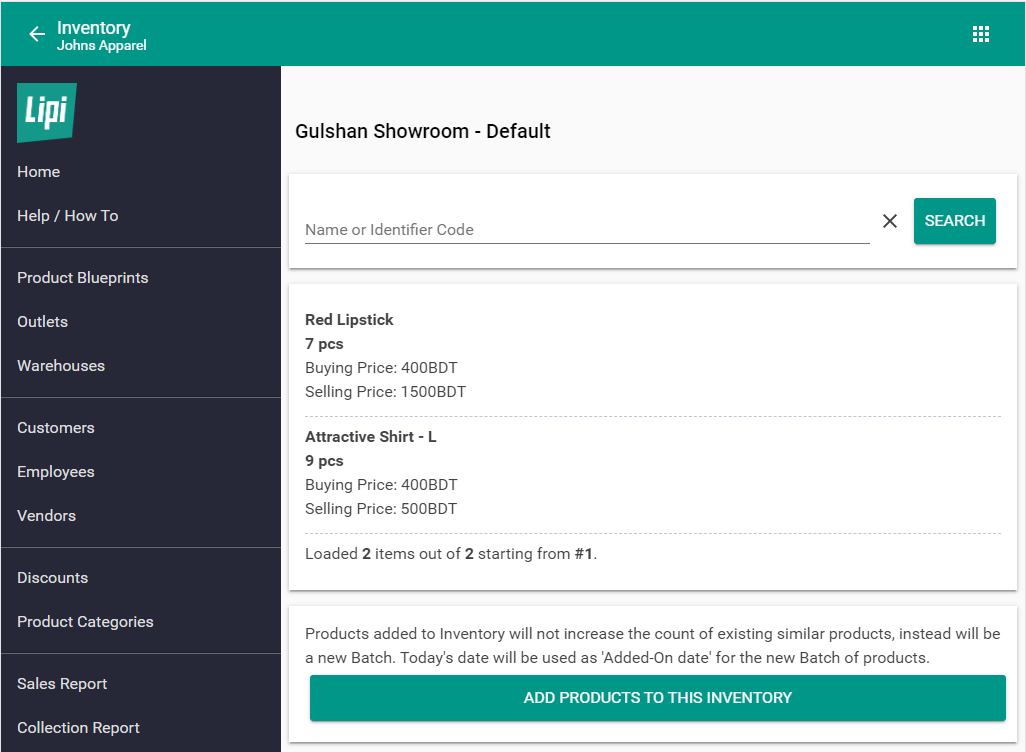 Inventory
Johns Apparel
Lipi
Home
Help / How To
Product Blueprints
Outlets
Warehouses
Customers
Employees
Vendors
Discounts
Product Categories
Sales Report
Collection Report
Gulshan Showroom - Default
Name or Identifier Code
SEARCH
Red Lipstick
7 pcs
Buying Price: 400BDT
Selling Price: 1500BDT
Attractive Shirt - L
9 pcs
Buying Price: 400BDT
Selling Price: 500BDT
Loaded 2 items out of 2 starting from #1.
Products added to Inventory will not increase the count of existing similar products, instead will be
a new Batch. Today's date will be used as 'Added-On date' for the new Batch of products.
ADD PRODUCTS TO THIS INVENTORY